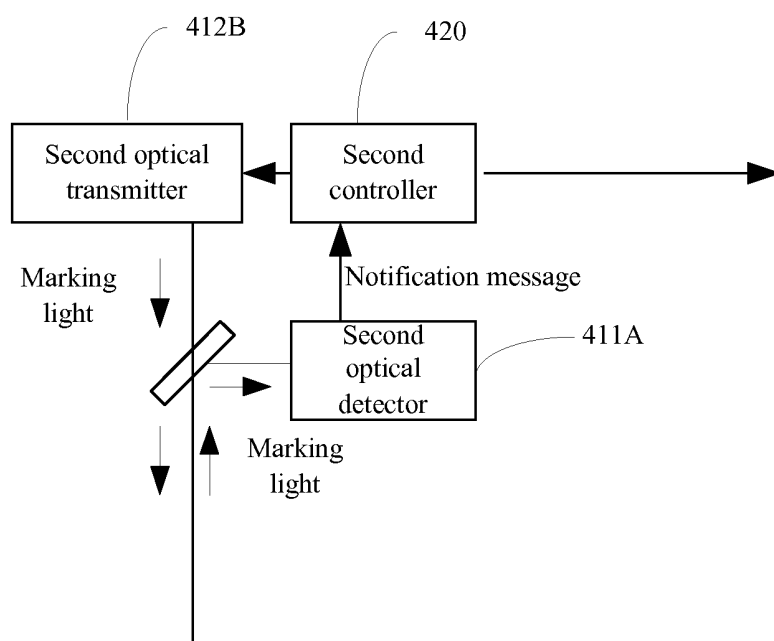 412B
420
Second optical
transmitter
Second
controller
Marking
light
Notification message
Second
optical
detector
411A
Marking
light